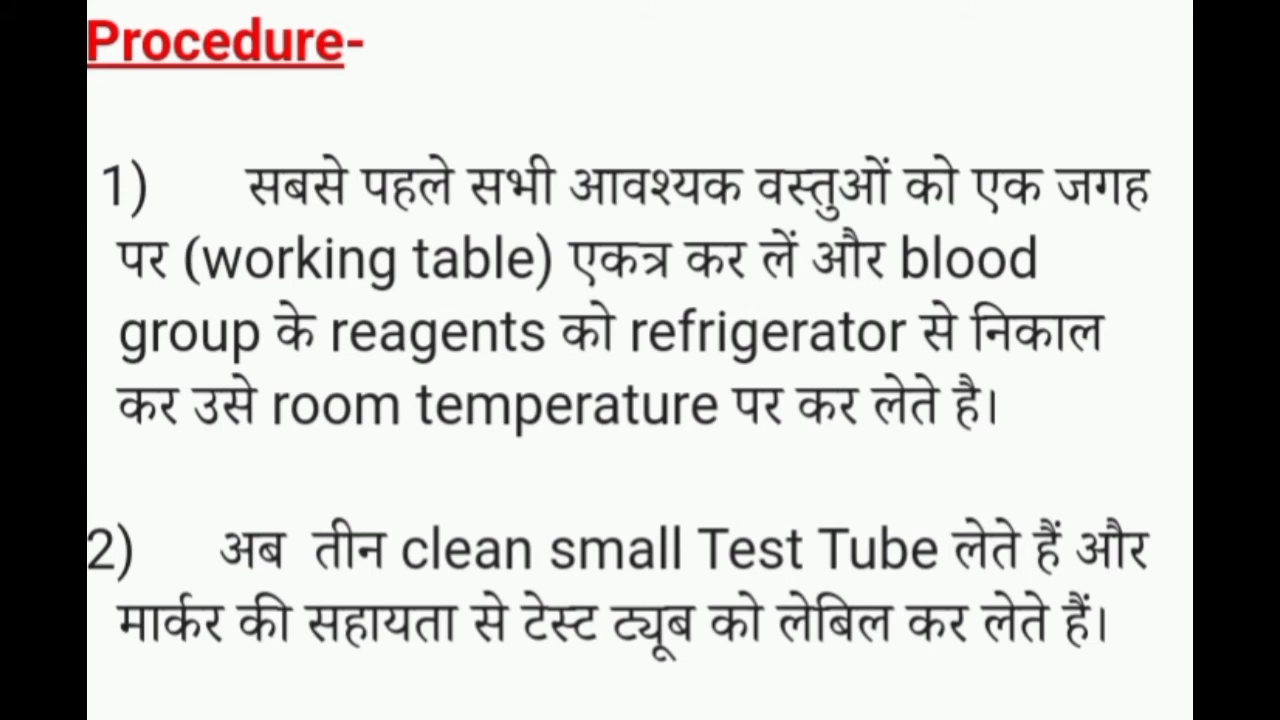 Procedure-
1) सबसे पहले सभी आवश्यक वस्तुओं को एक जगह
पर (working table) एकत्र कर लें और blood
group के reagents को refrigerator से निकाल
कर उसे room temperature पर कर लेते है।
2) अब तीन clean small Test Tube लेते हैं और
मार्कर की सहायता से टेस्ट ट्यूब को लेबिल कर लेते हैं।